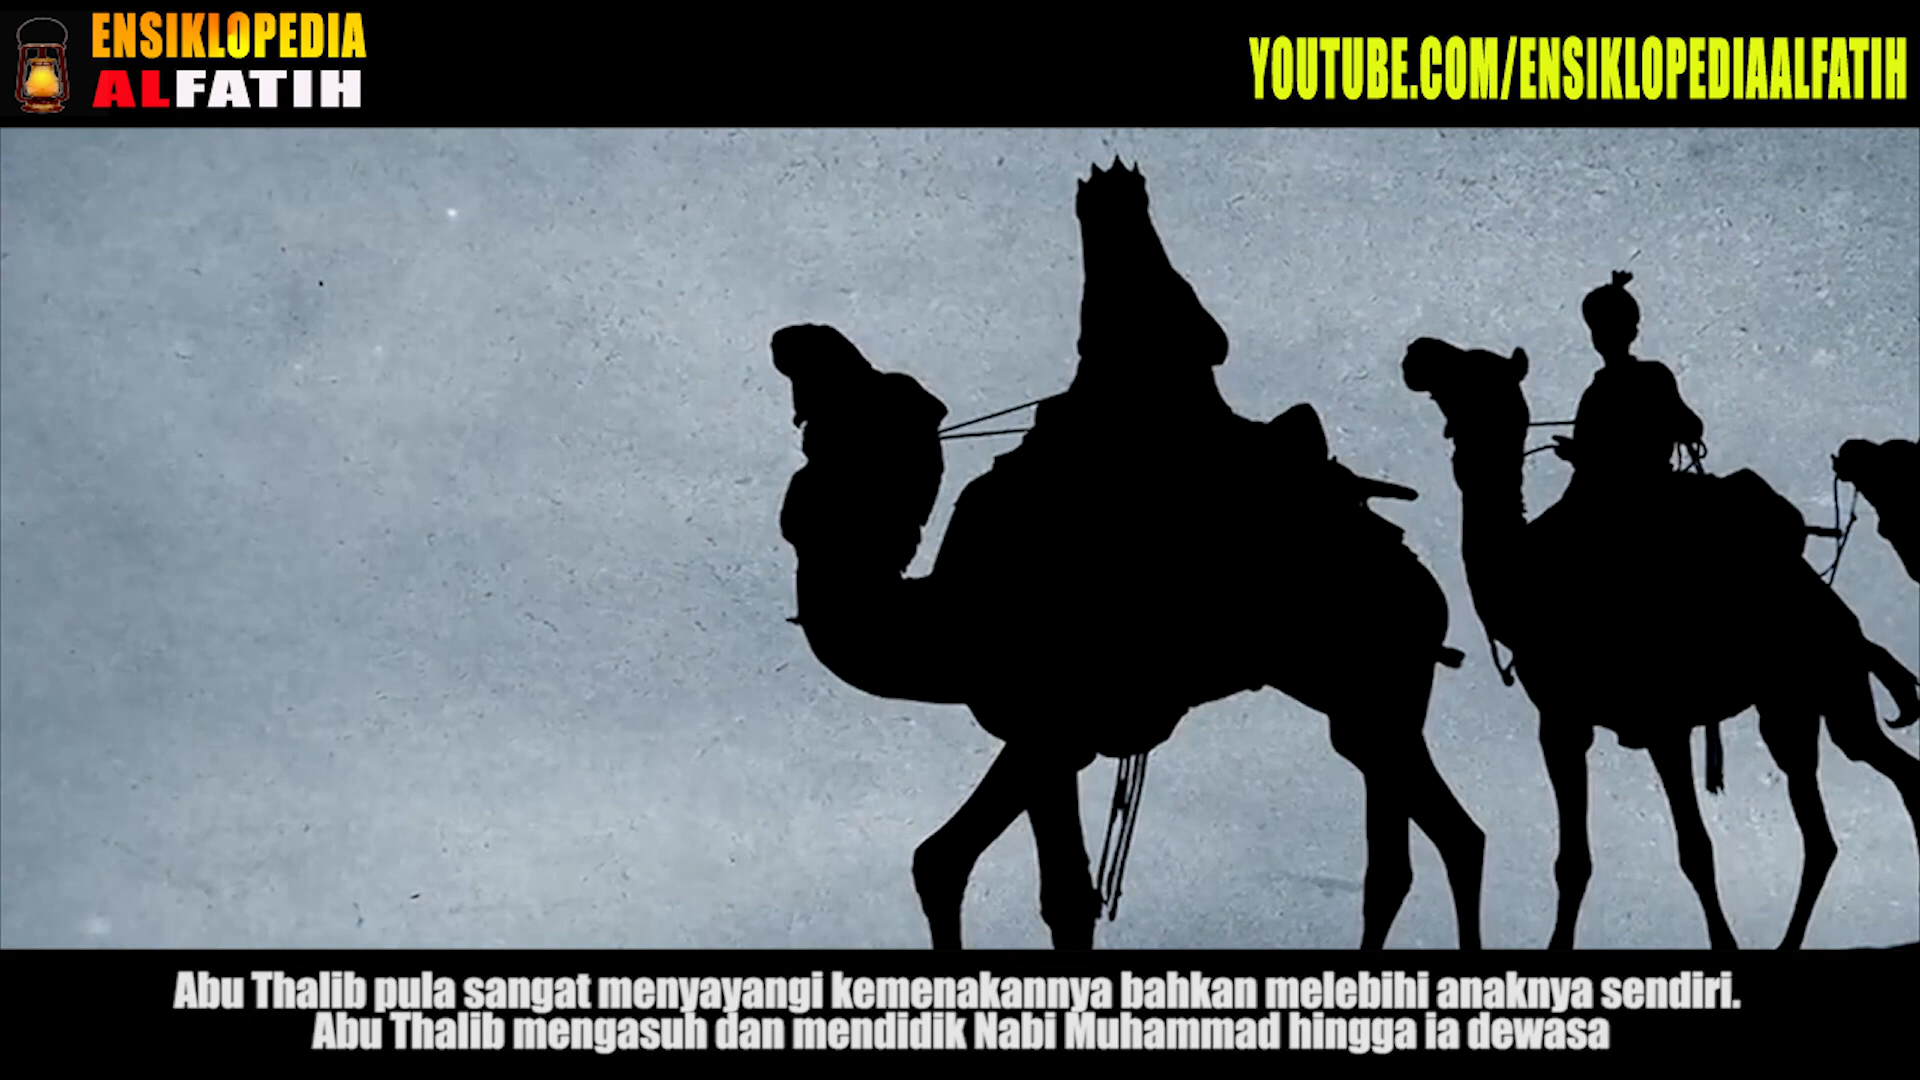 ENSIKLOPEDIA
ALFATIH
YOUTUBE.COM/ENSIKLOPEDIAALFATIH
Abu Thalib pula sangat menyayangi kemenakannya bahkan melebihi anaknya sendiri.
Abu Thalib mengasuh dan mendidik Nabi Muhammad hingga ia dewasa